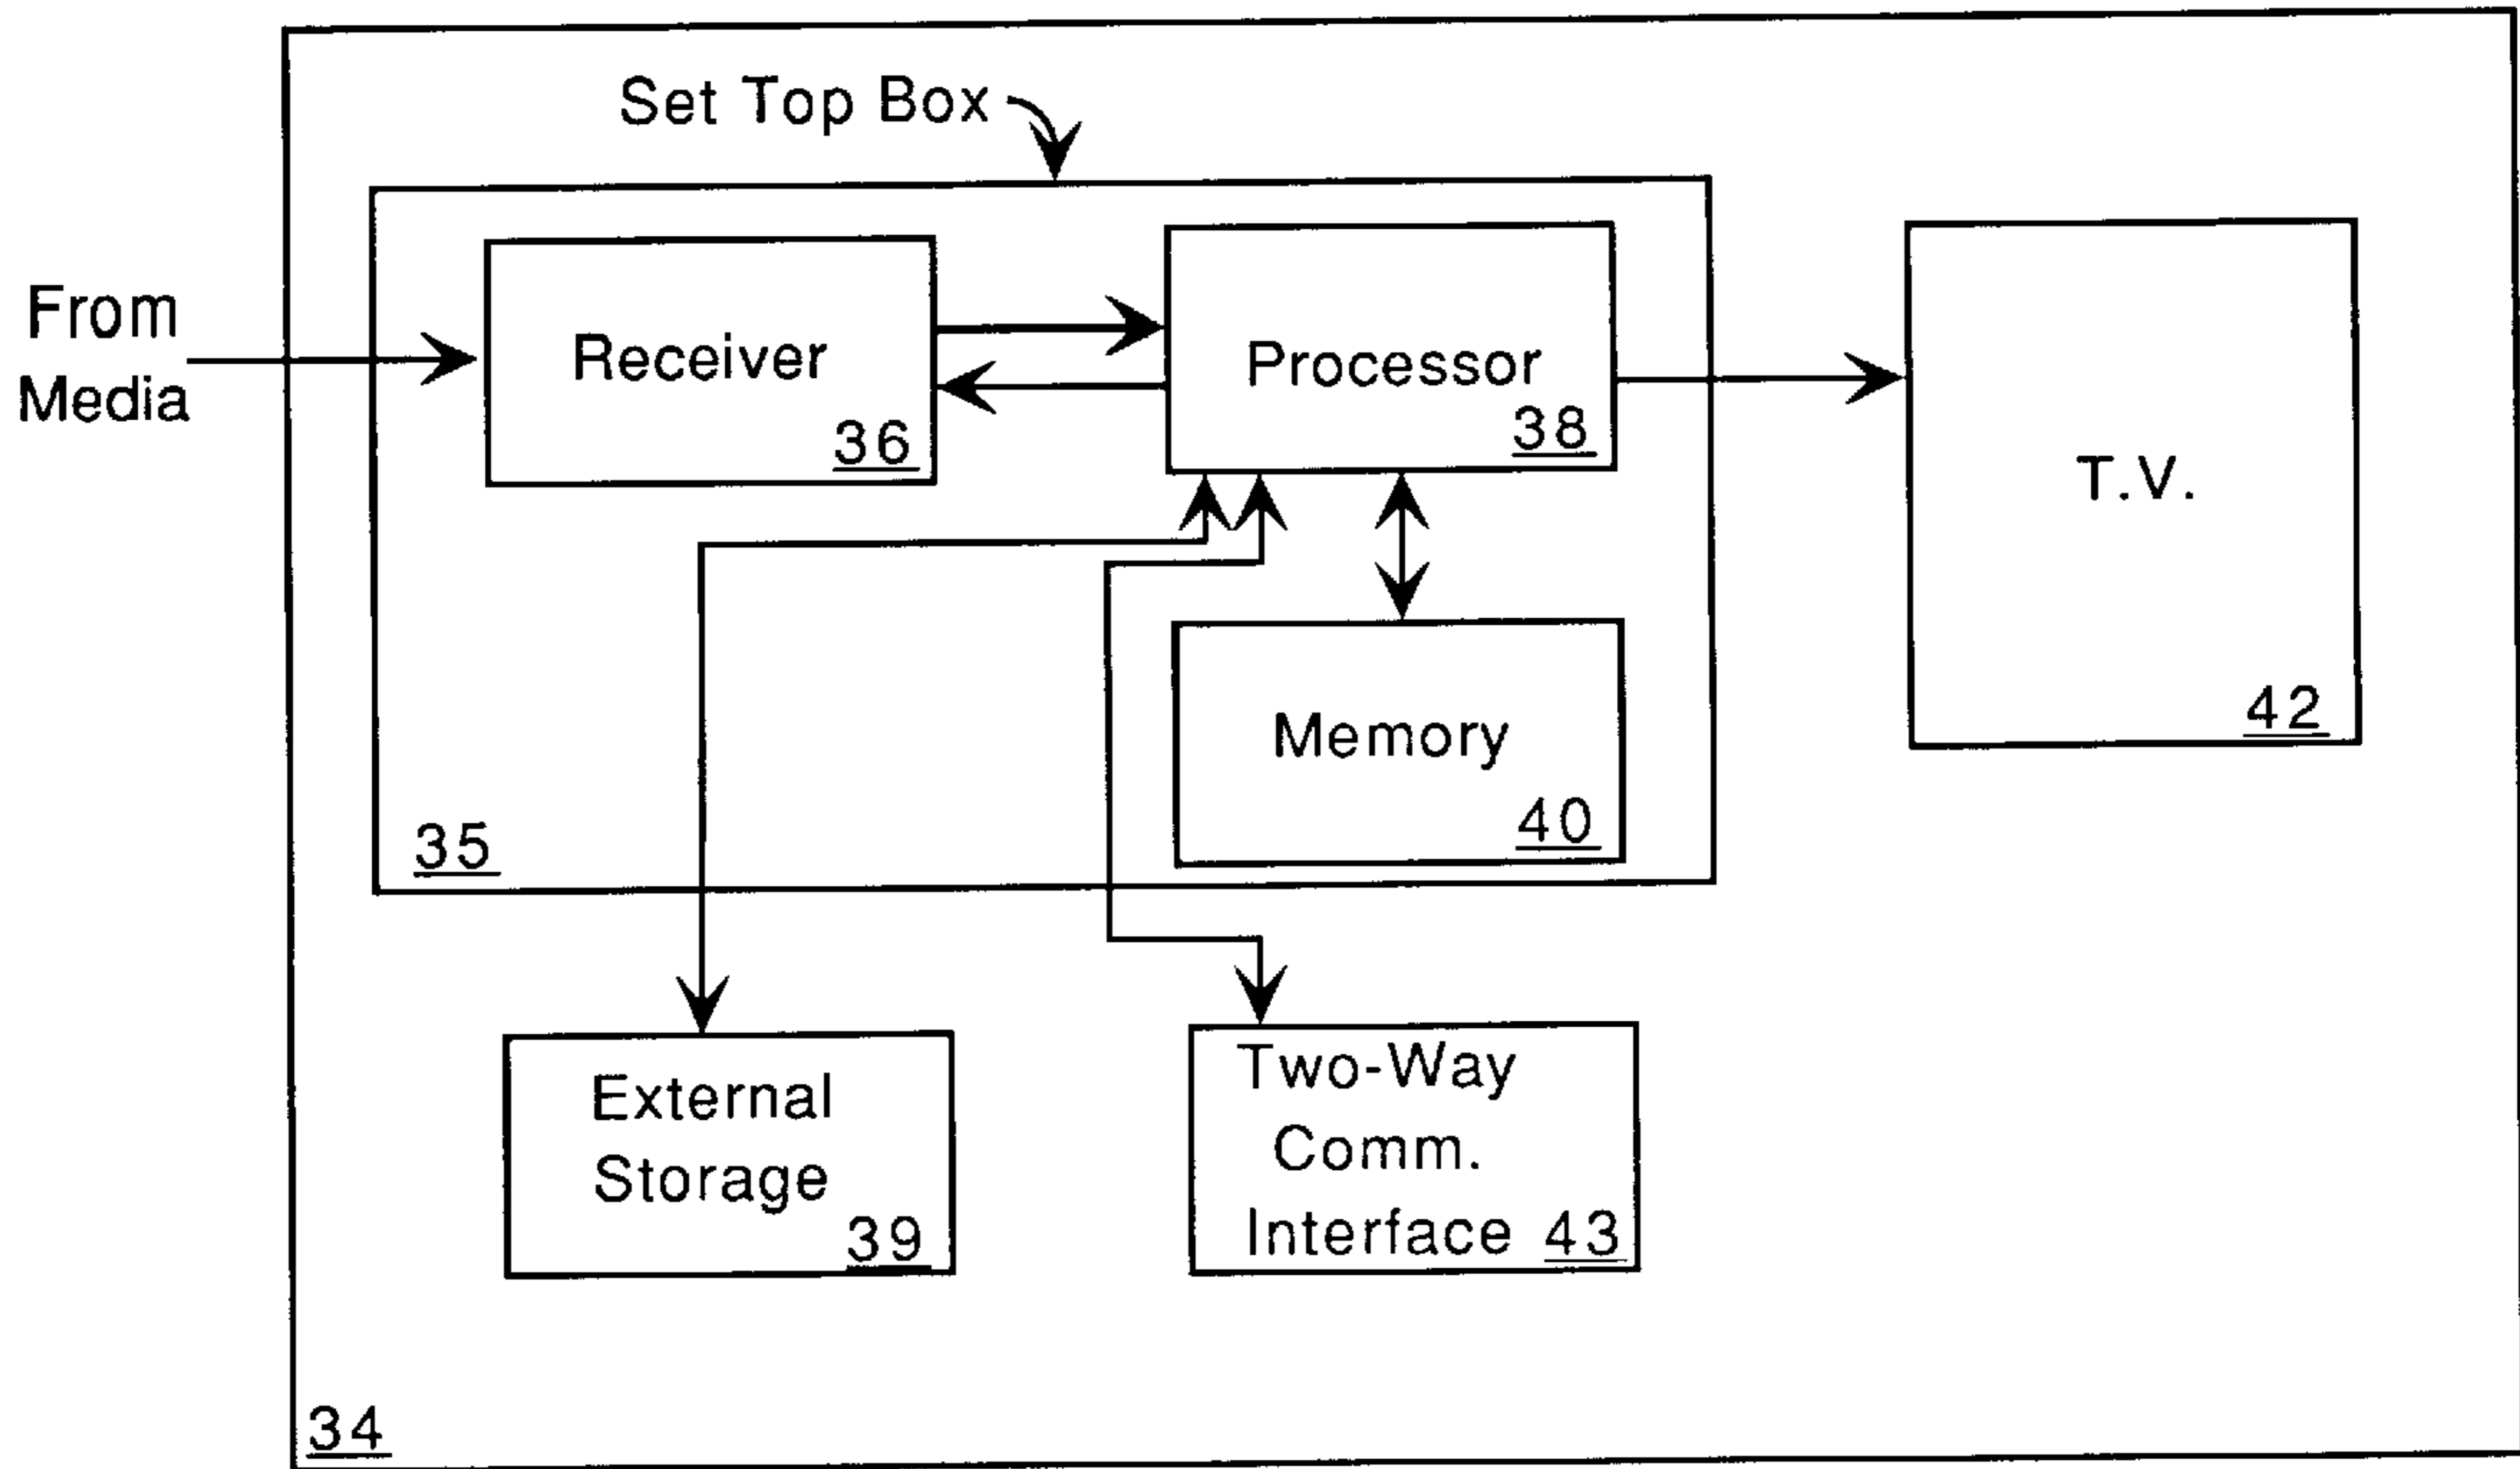 Set Top Box
From
Media
Receiver
36
Processor
38
T.V.
42
Memory
40
35
External
Storage
39
Two-Way
Comm.
Interface 43
34